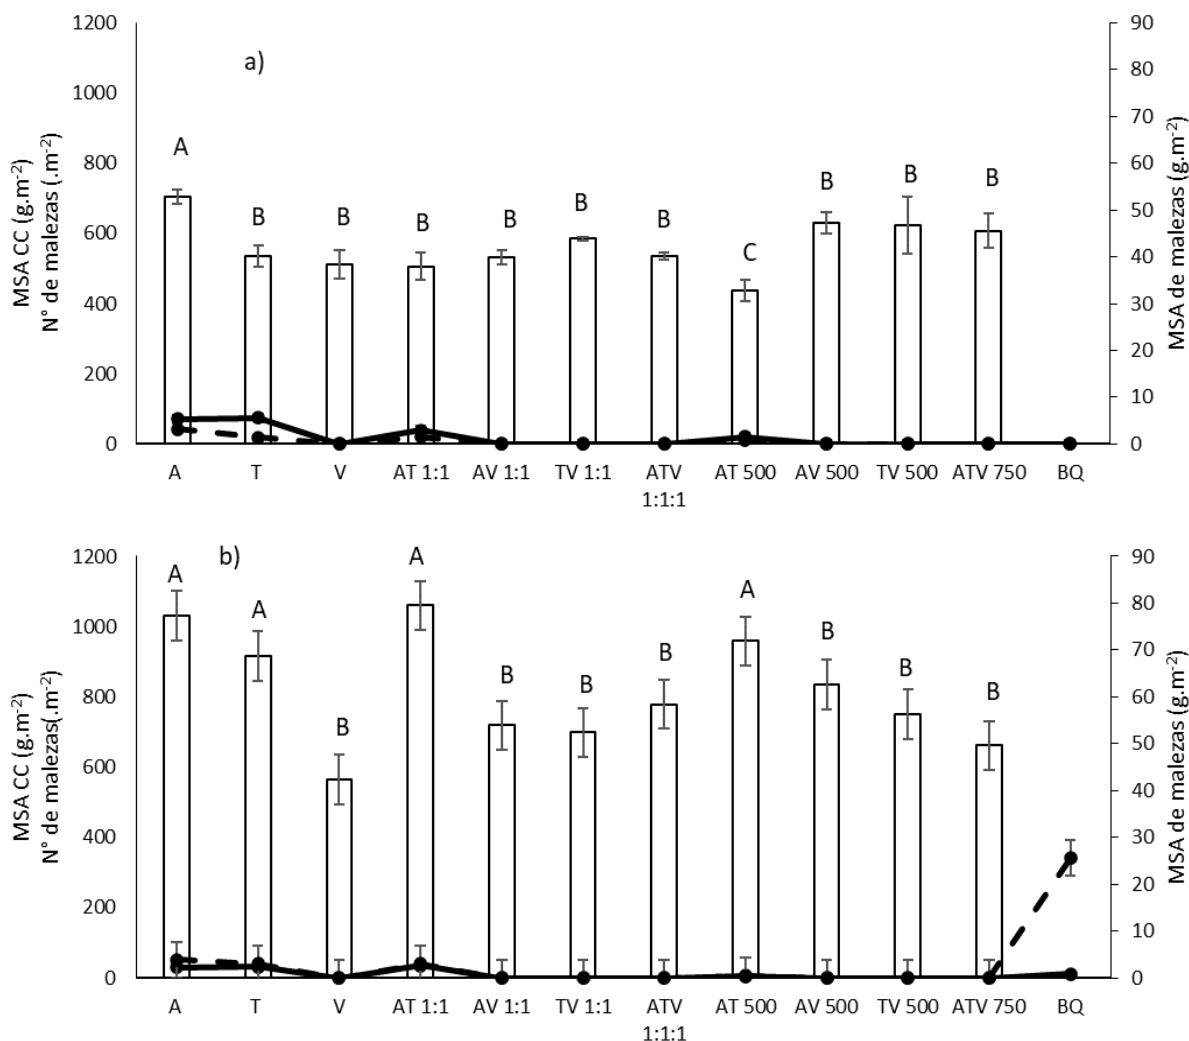 a)
MSA CC (g.m-2)
N° de malezas (.m-2)
1200
1000
800
600
400
200
0
90
80
70
60
50
40
30
20
10
0
MSA de malezas (g.m-2)
A B B B B B B C B B B
A T V AT 1:1 AV 1:1 TV 1:1 ATV 1:1:1 AT 500 AV 500 TV 500 ATV 750 BQ
b)
MSA CC (g.m-2)
N° de malezas(.m-2)
1200
1000
800
600
400
200
0
90
80
70
60
50
40
30
20
10
0
MSA de malezas (g.m-2)
A A B A B B B A B B B
A T V AT 1:1 AV 1:1 TV 1:1 ATV 1:1:1 AT 500 AV 500 TV 500 ATV 750 BQ